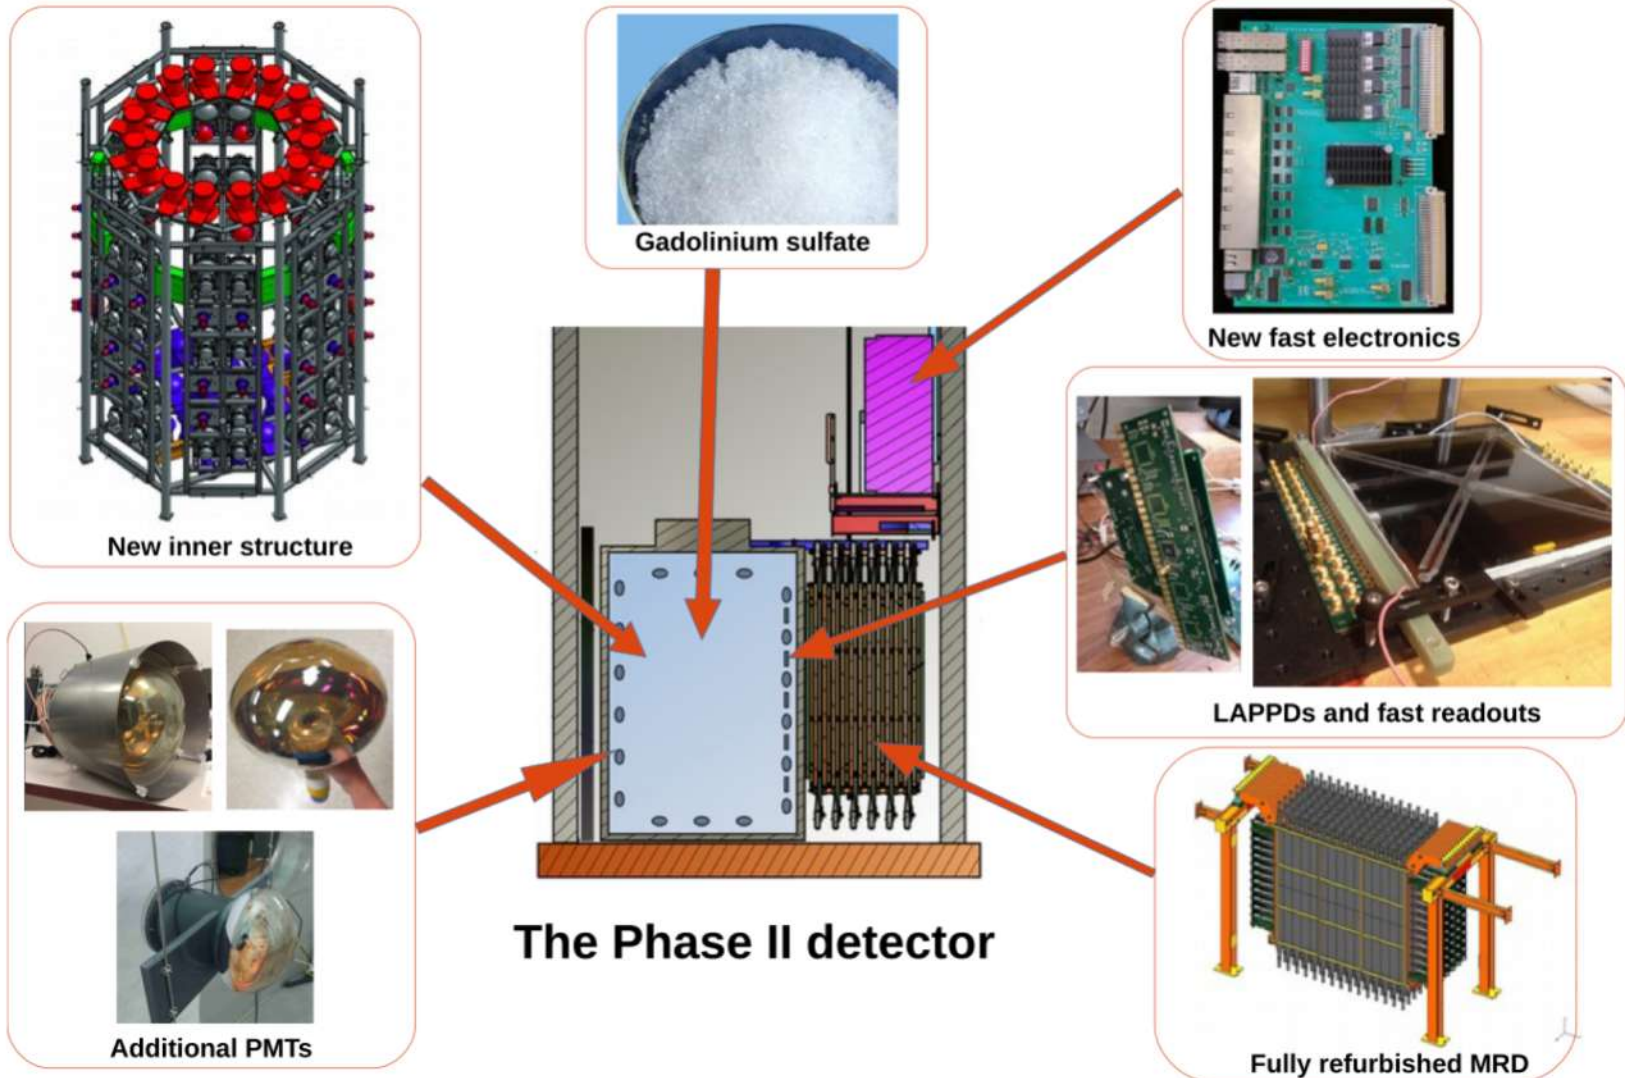 Gadolinium sulfate
New fast electronics
New inner structure
LAPPDs and fast readouts
The Phase II detector
Additional PMTs
Fully refurbished MRD